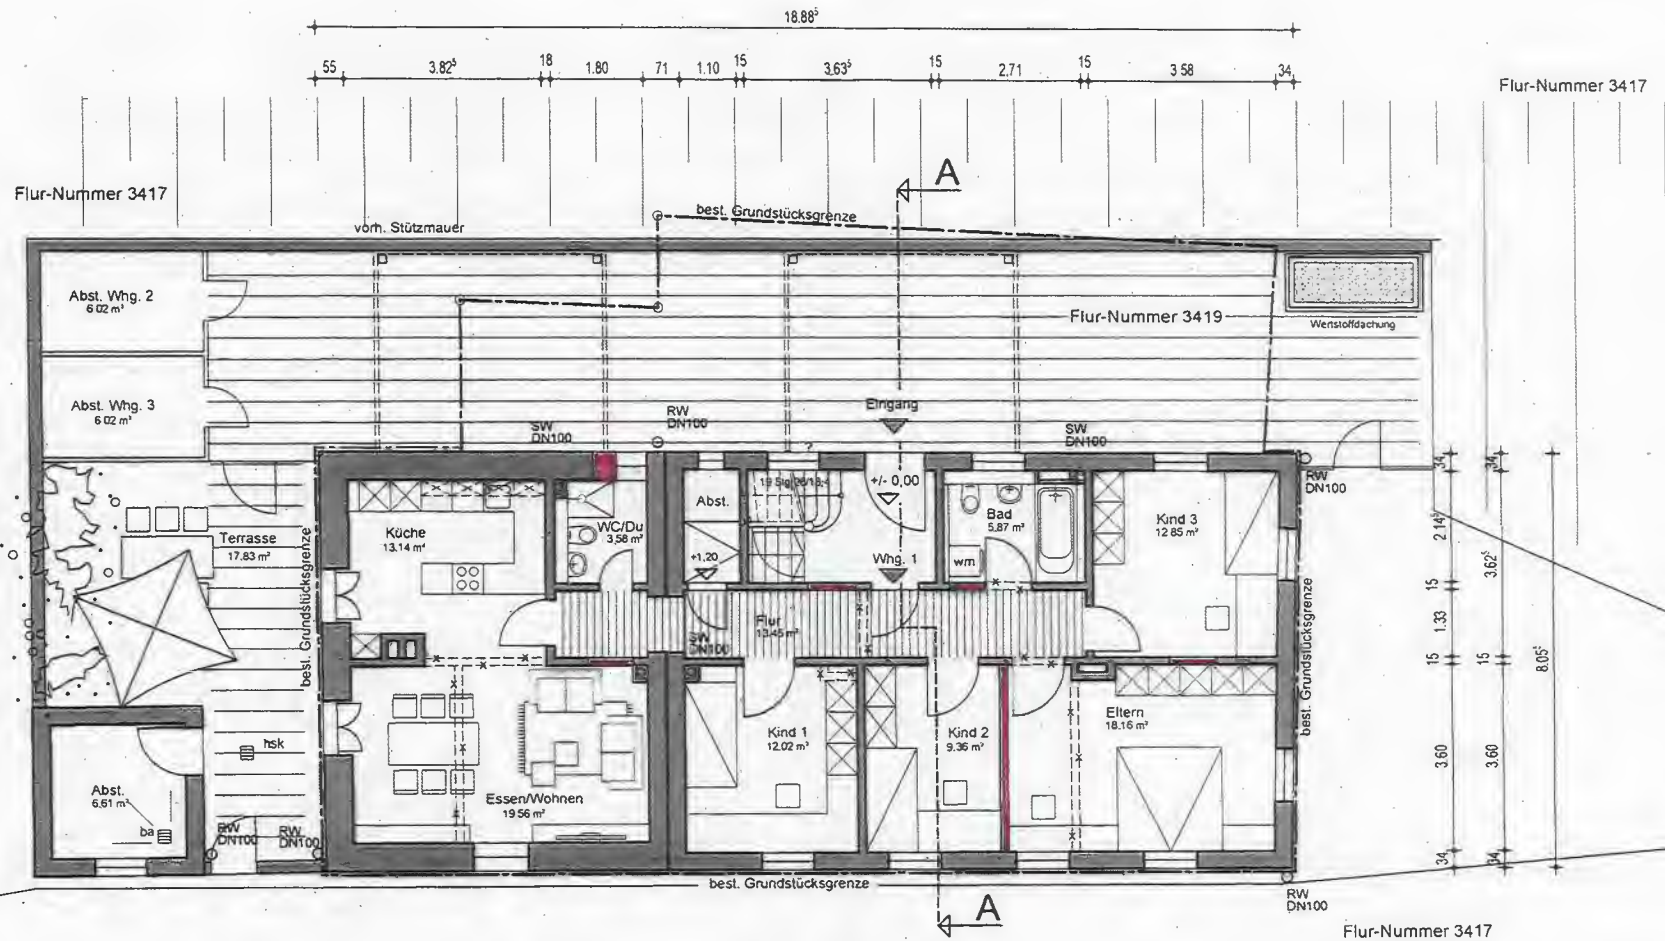 18.88⁵
55 3.82⁵ 18 1.80 71 1.10 15 3.63⁵ 15 2.71 15 3.58 34
Flur-Nummer 3417
Flur-Nummer 3417
A
best. Grundstücksgrenze
vorh. Stützmauer
Abst. Whg. 2
6.02 m²
Flur-Nummer 3419
Wertstoffdachung
Abst. Whg. 3
6.02 m²
Eingang
RW
DN100
SW
DN100
SW
DN100
?
RW
DN100
34 34
Terrasse
17.83 m²
best. Grundstücksgrenze
Küche
13.14 m²
WC/Du
3,58 m²
Abst.
+1,20
+/- 0,00
Whg. 1
Bad
5,87 m²
wm
Kind 3
12.85 m²
2.14⁵ 3.62⁵
15
1.33
15 15
8.05⁵
Flur
13.45 m²
SW
DN100
best. Grundstücksgrenze
hsk
Abst.
6,61 m²
ba
RW
DN100
RW
DN100
Essen/Wohnen
19.56 m²
Kind 1
12.02 m²
Kind 2
9,36 m²
Eltern
18.16 m²
3.60 3.60
34 34
best. Grundstücksgrenze
A
RW
DN100
Flur-Nummer 3417